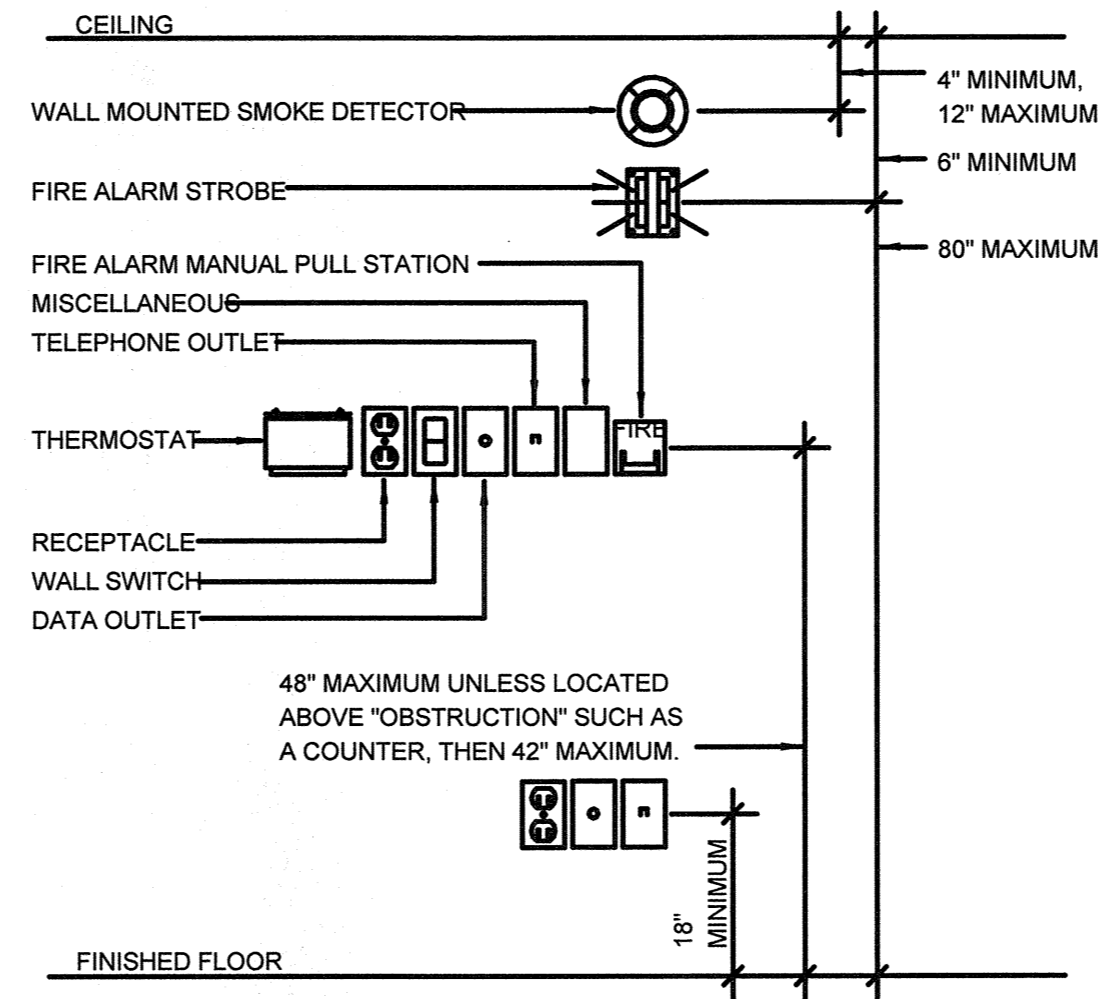 CEILING
4" MINIMUM,
12" MAXIMUM
WALL MOUNTED SMOKE DETECTOR
6" MINIMUM
FIRE ALARM STROBE
80" MAXIMUM
FIRE ALARM MANUAL PULL STATION
MISCELLANEOUS
TELEPHONE OUTLET
THERMOSTAT
FIRE
RECEPTACLE
WALL SWITCH
DATA OUTLET
48" MAXIMUM UNLESS LOCATED
ABOVE "OBSTRUCTION" SUCH AS
A COUNTER, THEN 42" MAXIMUM.
18"
MINIMUM
FINISHED FLOOR